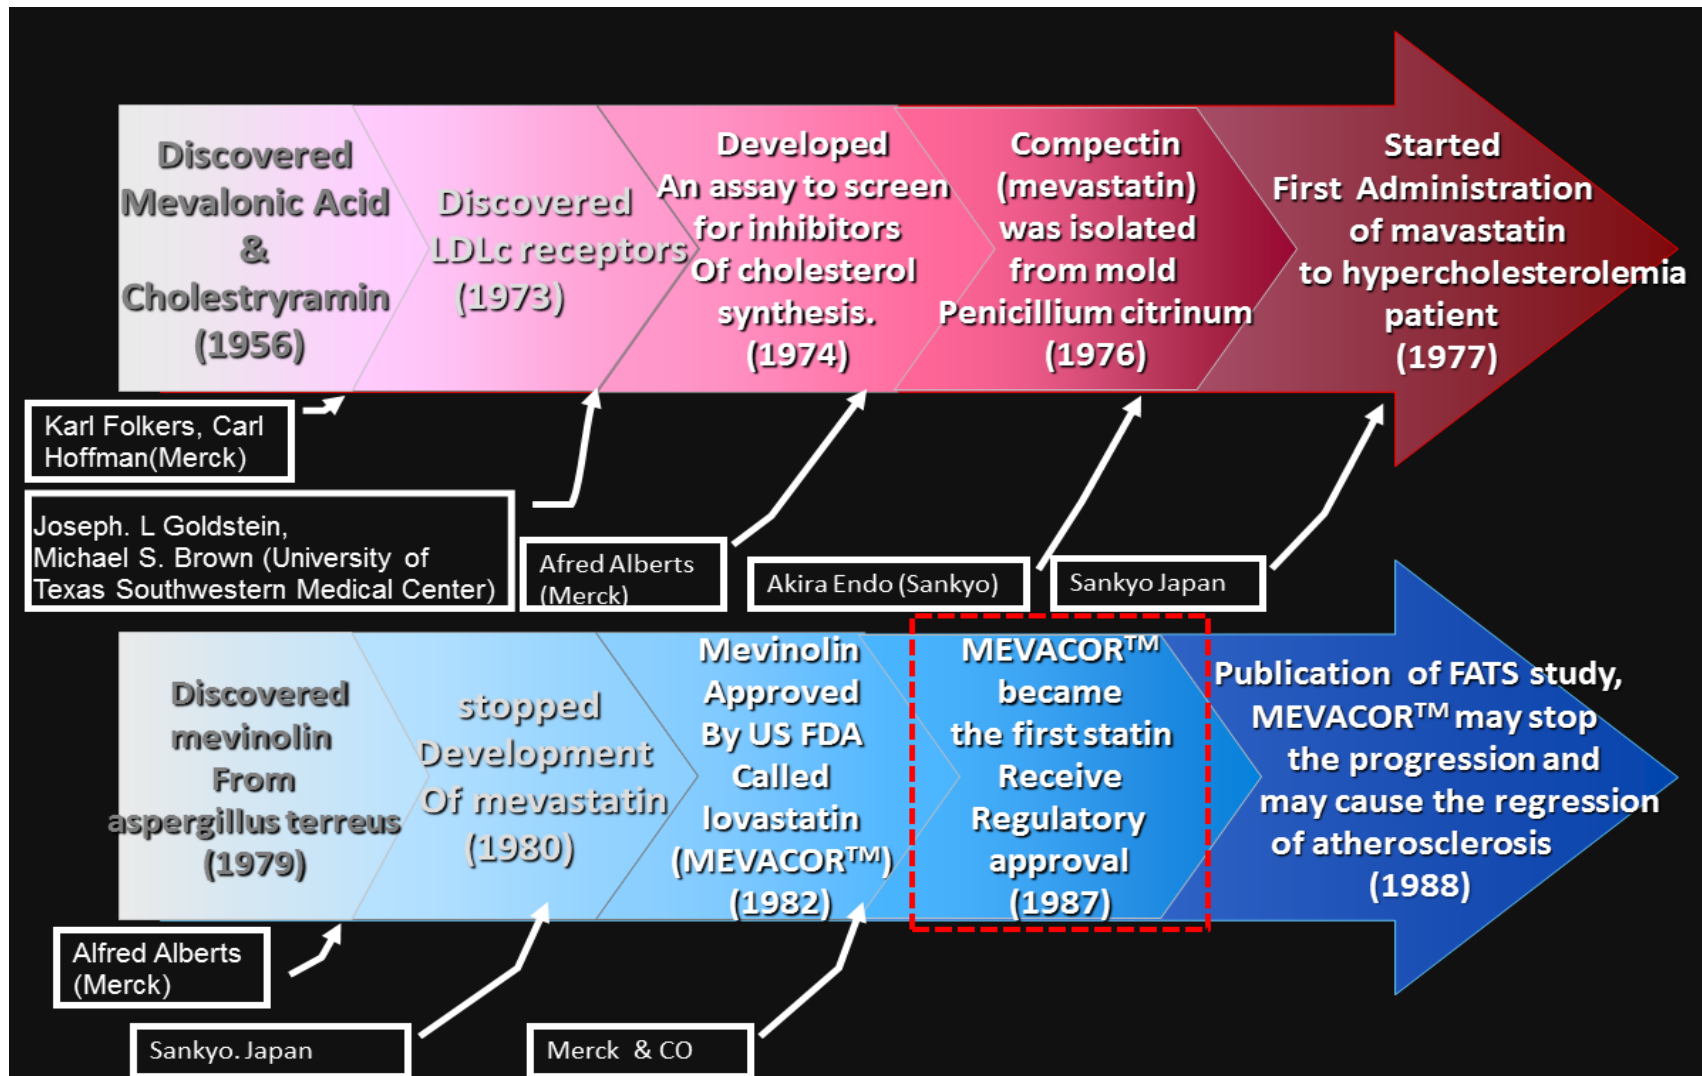 Discovered
Mevalonic Acid
&
Cholestryramin
(1956)
Discovered
LDLc receptors
(1973)
Developed
An assay to screen
for inhibitors
Of cholesterol
synthesis.
(1974)
Compectin
(mevastatin)
was isolated
from mold
Penicillium citrinum
(1976)
Started
First Administration
of mavastatin
to hypercholesterolemia
patient
(1977)
Karl Folkers, Carl
Hoffman(Merck)
Joseph. L Goldstein,
Michael S. Brown (University of
Texas Southwestern Medical Center)
Afred Alberts
(Merck)
Akira Endo (Sankyo)
Sankyo Japan
Discovered
mevinolin
From
aspergillus terreus
(1979)
stopped
Development
Of mevastatin
(1980)
Mevinolin
Approved
By US FDA
Called
lovastatin
(MEVACOR™)
(1982)
MEVACOR™
became
the first statin
Receive
Regulatory
approval
(1987)
Publication of FATS study,
MEVACOR™ may stop
the progression and
may cause the regression
of atherosclerosis
(1988)
Alfred Alberts
(Merck)
Sankyo. Japan
Merck & CO